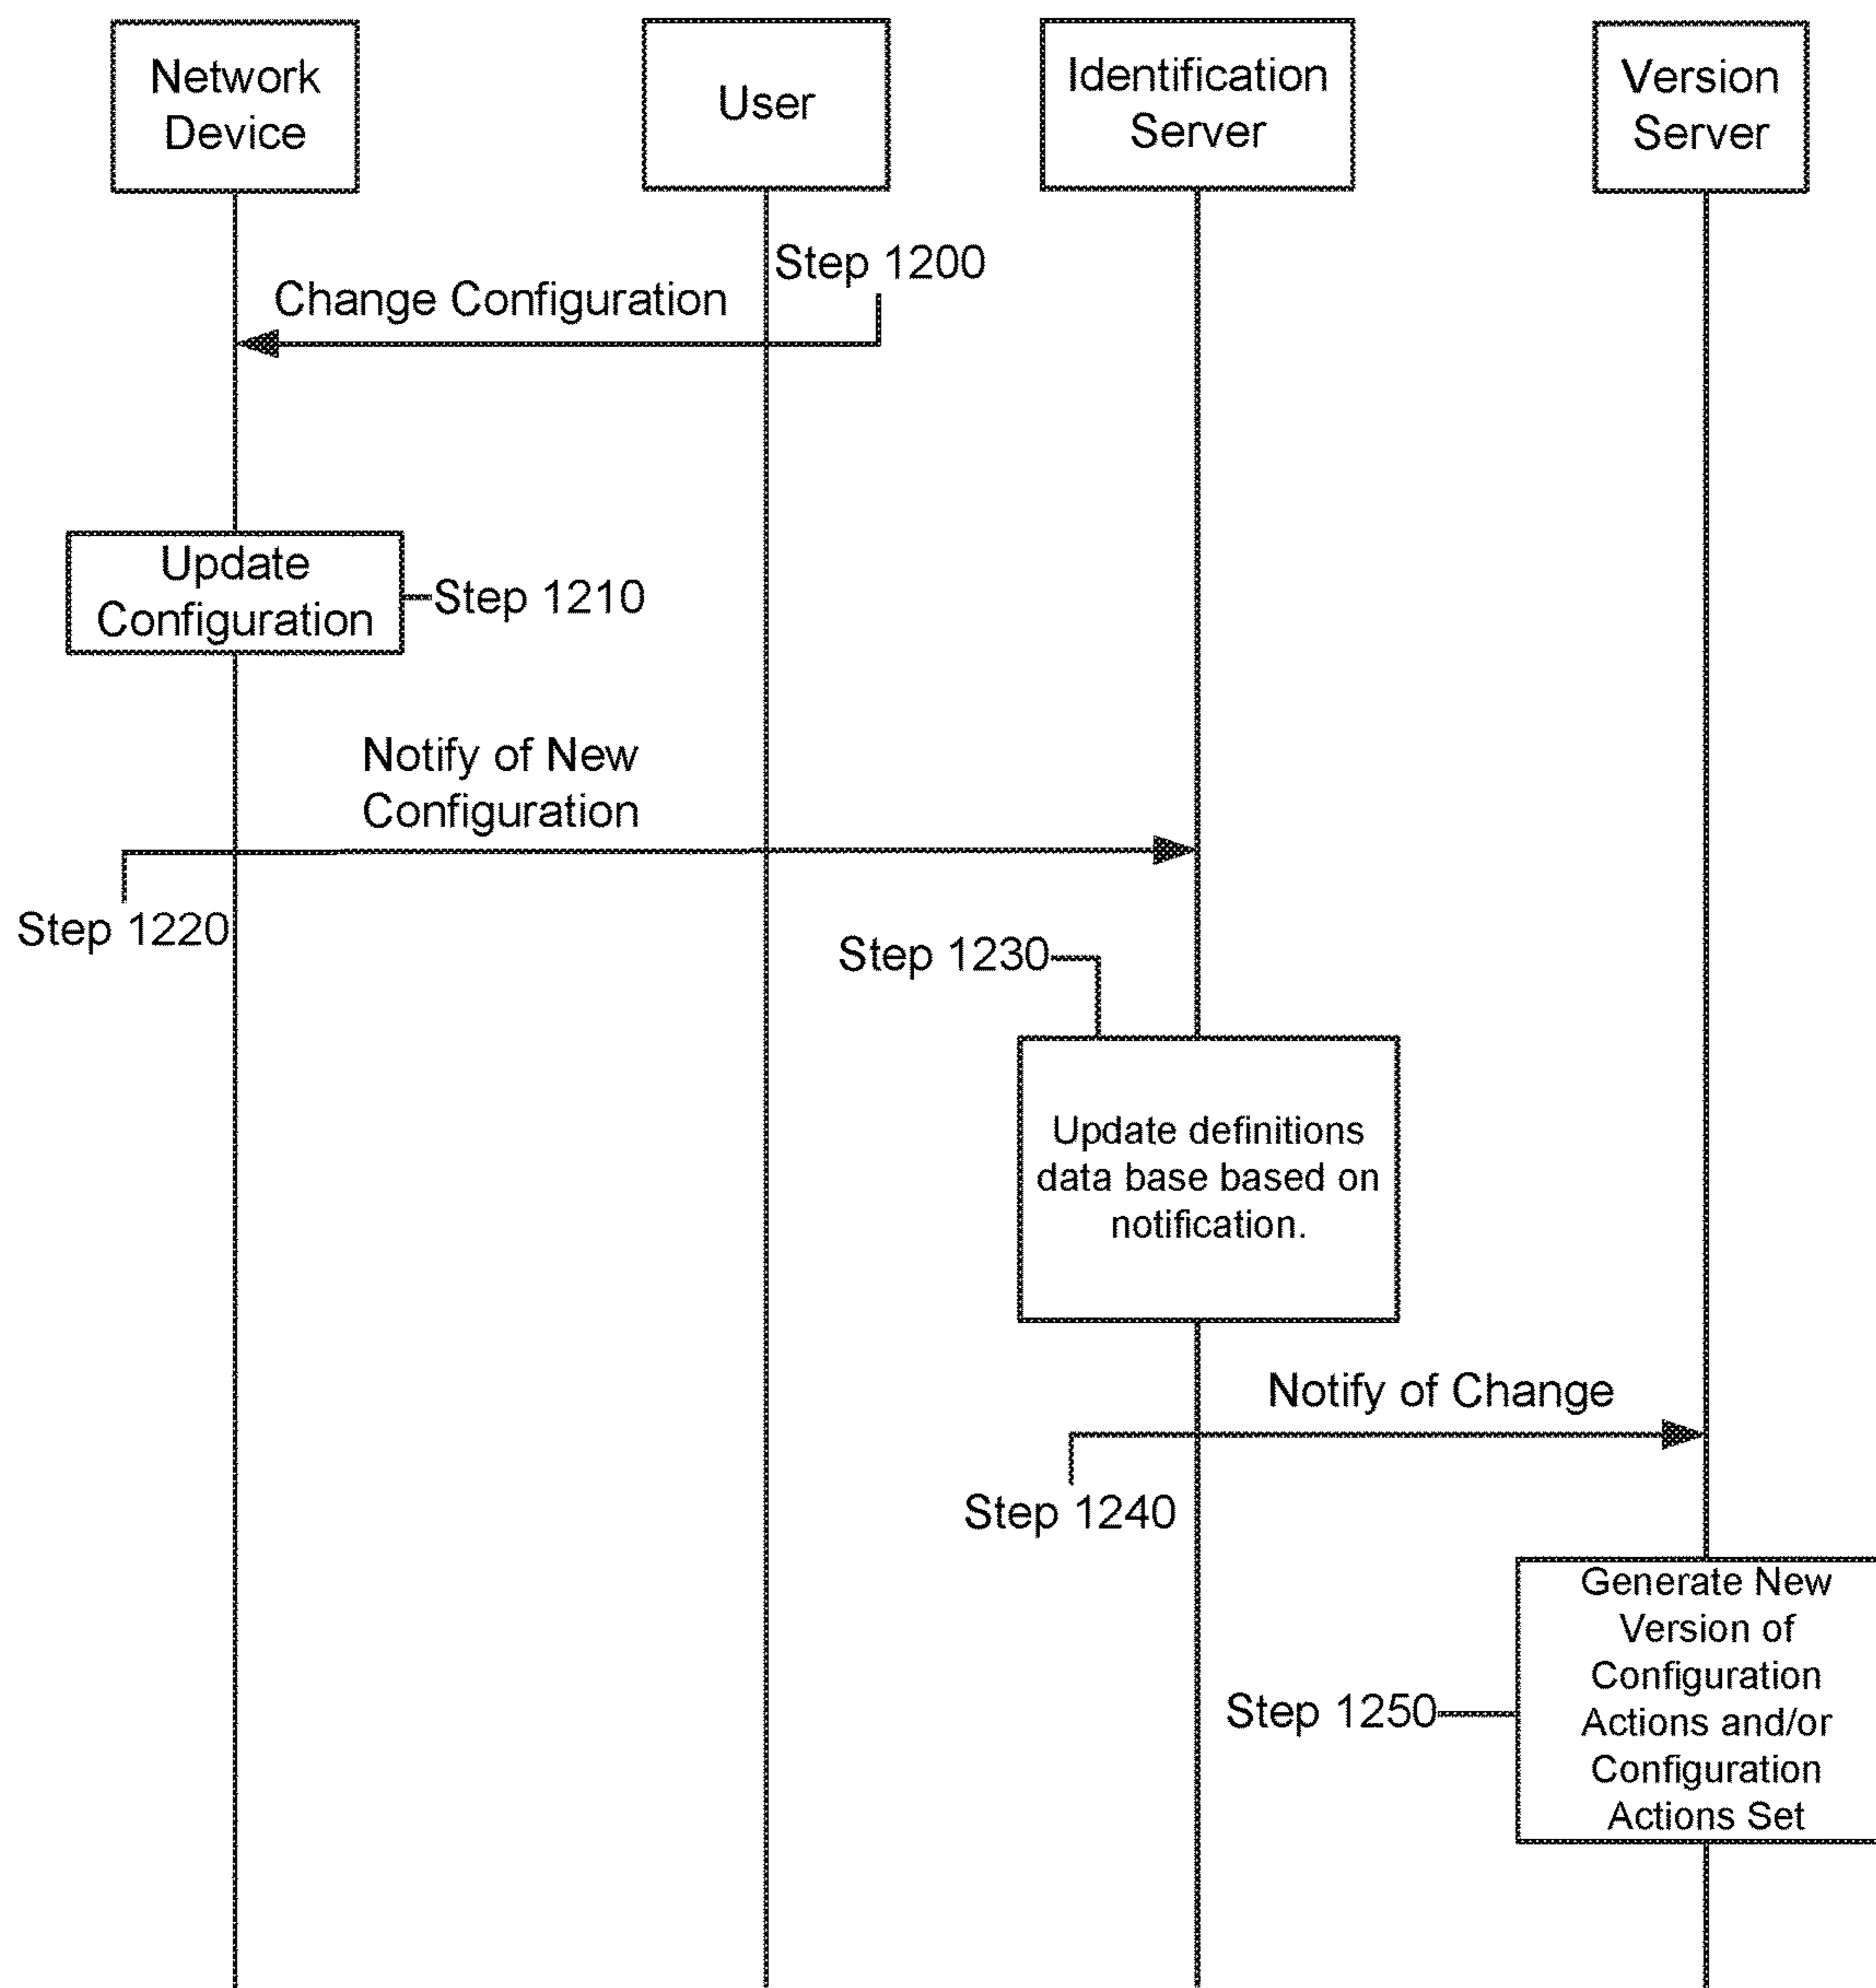 Network
Device
User
Identification
Server
Version
Server
Step 1200
Change Configuration
Update
Configuration
Step 1210
Notify of New
Configuration
Step 1220
Step 1230
Update definitions
data base based on
notification.
Notify of Change
Step 1240
Generate New
Version of
Configuration
Actions and/or
Configuration
Actions Set
Step 1250